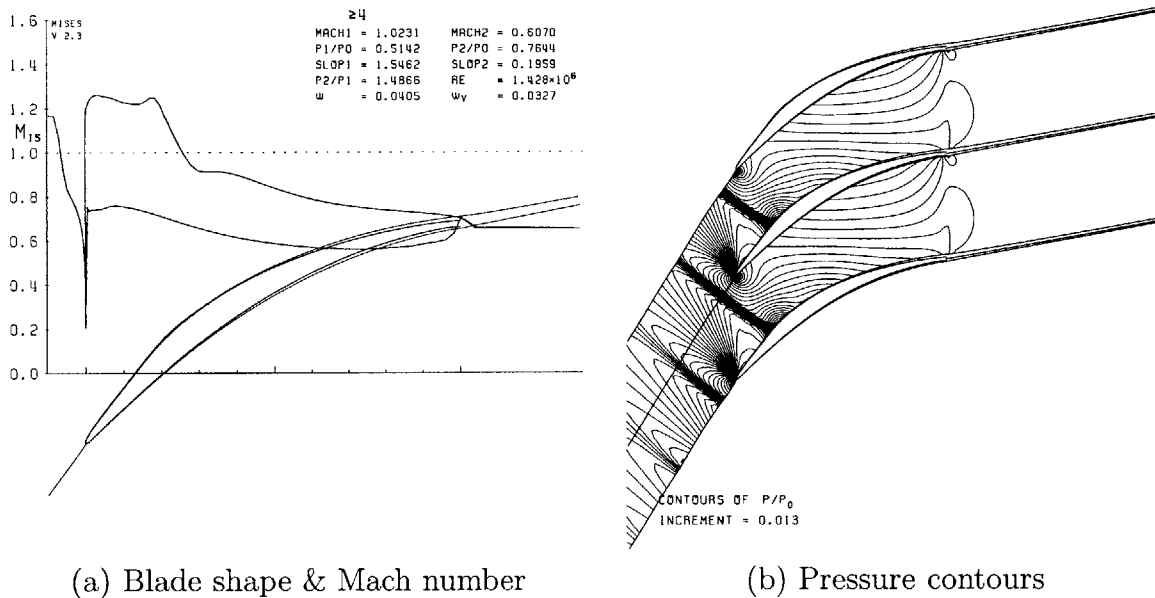 1.6
1.4
1.2
M_IS
1.0
0.8
0.6
0.4
0.2
0.0
MISES
V 2.3
≥4
MACH1 = 1.0231 MACH2 = 0.6070
P1/P0 = 0.5142 P2/P0 = 0.7644
SLOP1 = 1.5462 SLOP2 = 0.1959
P2/P1 = 1.4866 RE = 1.428×10⁶
ω = 0.0405 ωᵥ = 0.0327
CONTOURS OF P/P₀
INCREMENT = 0.013
(a) Blade shape & Mach number
(b) Pressure contours